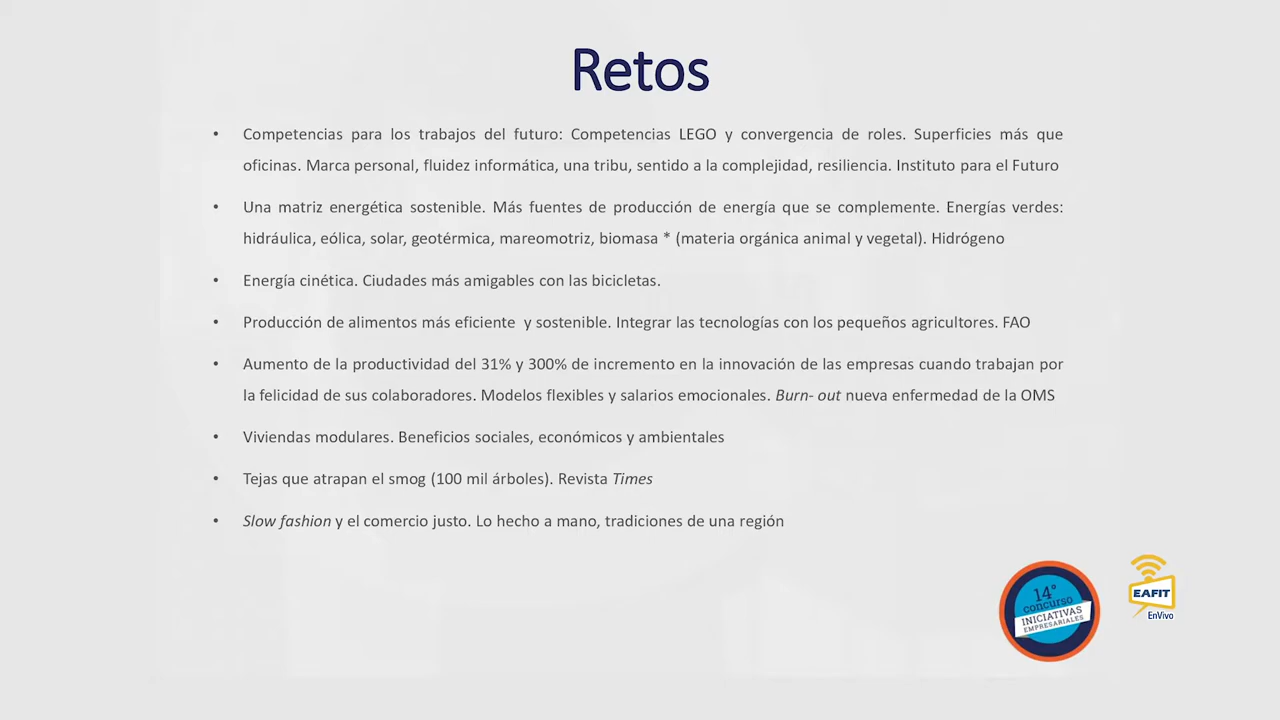 Retos
• Competencias para los trabajos del futuro: Competencias LEGO y convergencia de roles. Superficies más que
oficinas. Marca personal, fluidez informática, una tribu, sentido a la complejidad, resiliencia. Instituto para el Futuro
• Una matriz energética sostenible. Más fuentes de producción de energía que se complemente. Energías verdes:
hidráulica, eólica, solar, geotérmica, mareomotriz, biomasa * (materia orgánica animal y vegetal). Hidrógeno
• Energía cinética. Ciudades más amigables con las bicicletas.
• Producción de alimentos más eficiente  y sostenible. Integrar las tecnologías con los pequeños agricultores. FAO
• Aumento de la productividad del 31% y 300% de incremento en la innovación de las empresas cuando trabajan por
la felicidad de sus colaboradores. Modelos flexibles y salarios emocionales. Burn- out nueva enfermedad de la OMS
• Viviendas modulares. Beneficios sociales, económicos y ambientales
• Tejas que atrapan el smog (100 mil árboles). Revista Times
• Slow fashion y el comercio justo. Lo hecho a mano, tradiciones de una región
14°
concurso
INICIATIVAS
EMPRESARIALES
EAFIT
EnVivo